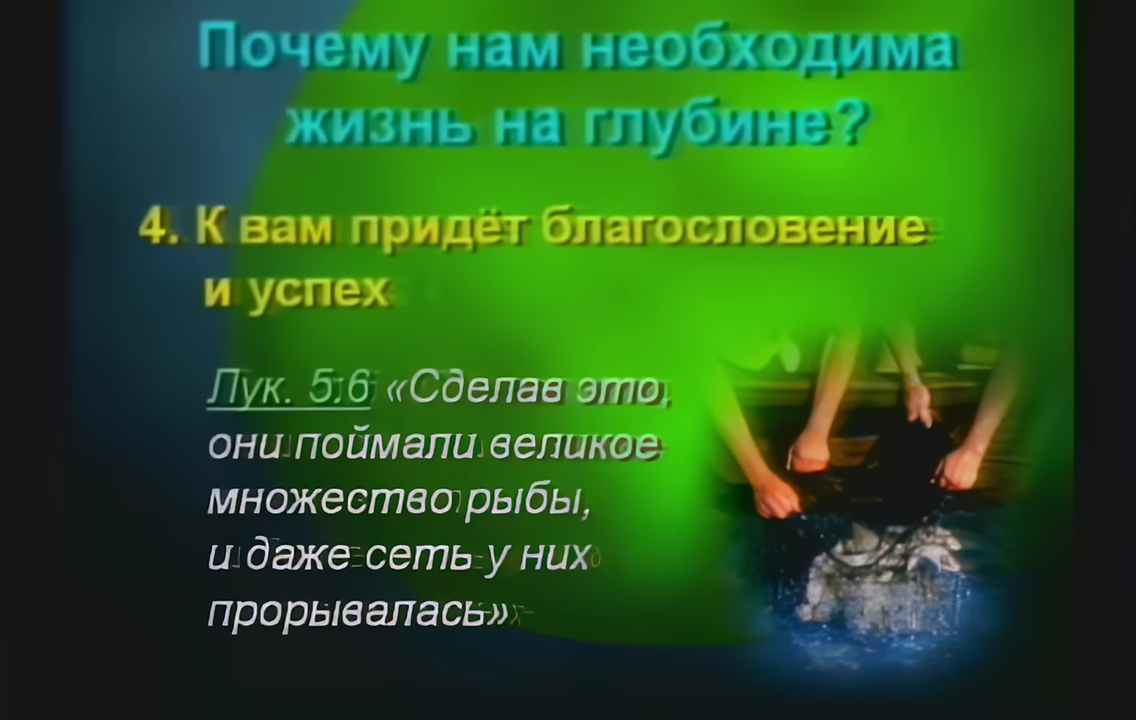 Почему нам необходима
жизнь на глубине?
4. К вам придёт благословение
и успех
Лук. 5:6 «Сделав это,
они поймали великое
множество рыбы,
и даже сеть у них
прорывалась»